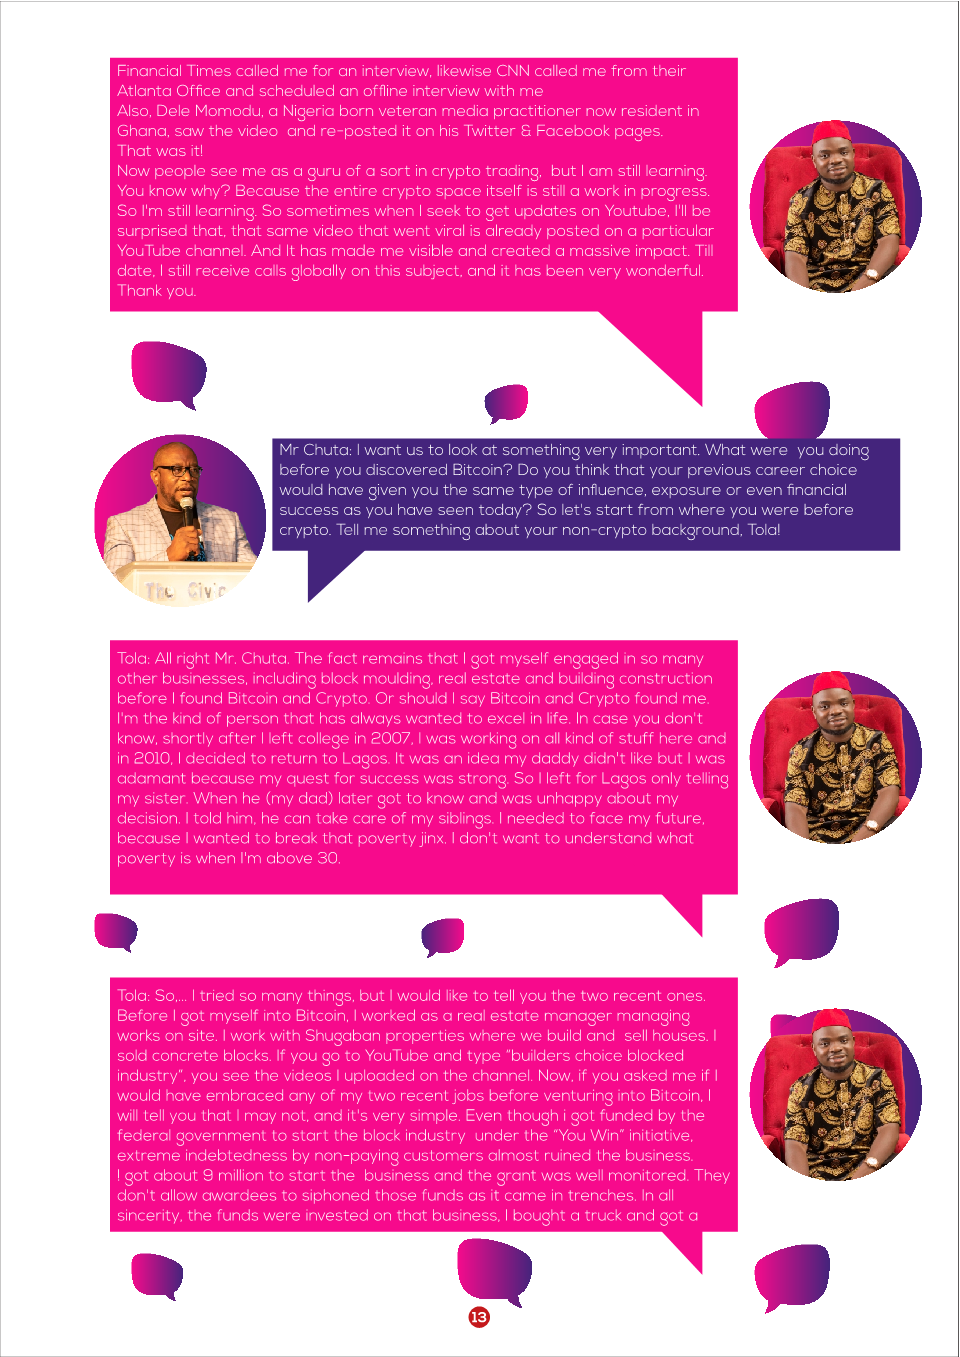 Financial Times called me for an interview, likewise CNN called me from their
Atlanta Office and scheduled an offline interview with me
Also, Dele Momodu, a Nigeria born veteran media practitioner now resident in
Ghana, saw the video and re-posted it on his Twitter & Facebook pages.
That was it!
Now people see me as a guru of a sort in crypto trading, but I am still learning.
You know why? Because the entire crypto space itself is still a work in progress.
So I'm still learning. So sometimes when I seek to get updates on Youtube, I'll be
surprised that, that same video that went viral is already posted on a particular
YouTube channel. And It has made me visible and created a massive impact. Till
date, I still receive calls globally on this subject, and it has been very wonderful.
Thank you.
Mr Chuta: I want us to look at something very important. What were you doing
before you discovered Bitcoin? Do you think that your previous career choice
would have given you the same type of influence, exposure or even financial
success as you have seen today? So let's start from where you were before
crypto. Tell me something about your non-crypto background, Tola!
The Civic
Tola: All right Mr. Chuta. The fact remains that I got myself engaged in so many
other businesses, including block moulding, real estate and building construction
before I found Bitcoin and Crypto. Or should I say Bitcoin and Crypto found me.
I'm the kind of person that has always wanted to excel in life. In case you don't
know, shortly after I left college in 2007, I was working on all kind of stuff here and
in 2010, I decided to return to Lagos. It was an idea my daddy didn't like but I was
adamant because my quest for success was strong. So I left for Lagos only telling
my sister. When he (my dad) later got to know and was unhappy about my
decision. I told him, he can take care of my siblings. I needed to face my future,
because I wanted to break that poverty jinx. I don't want to understand what
poverty is when I'm above 30.
Tola: So,... I tried so many things, but I would like to tell you the two recent ones.
Before I got myself into Bitcoin, I worked as a real estate manager managing
works on site. I work with Shugaban properties where we build and sell houses. I
sold concrete blocks. If you go to YouTube and type “builders choice blocked
industry”, you see the videos I uploaded on the channel. Now, if you asked me if I
would have embraced any of my two recent jobs before venturing into Bitcoin, I
will tell you that I may not, and it's very simple. Even though i got funded by the
federal government to start the block industry under the “You Win” initiative,
extreme indebtedness by non-paying customers almost ruined the business.
I got about 9 million to start the business and the grant was well monitored. They
don't allow awardees to siphoned those funds as it came in trenches. In all
sincerity, the funds were invested on that business, I bought a truck and got a
13